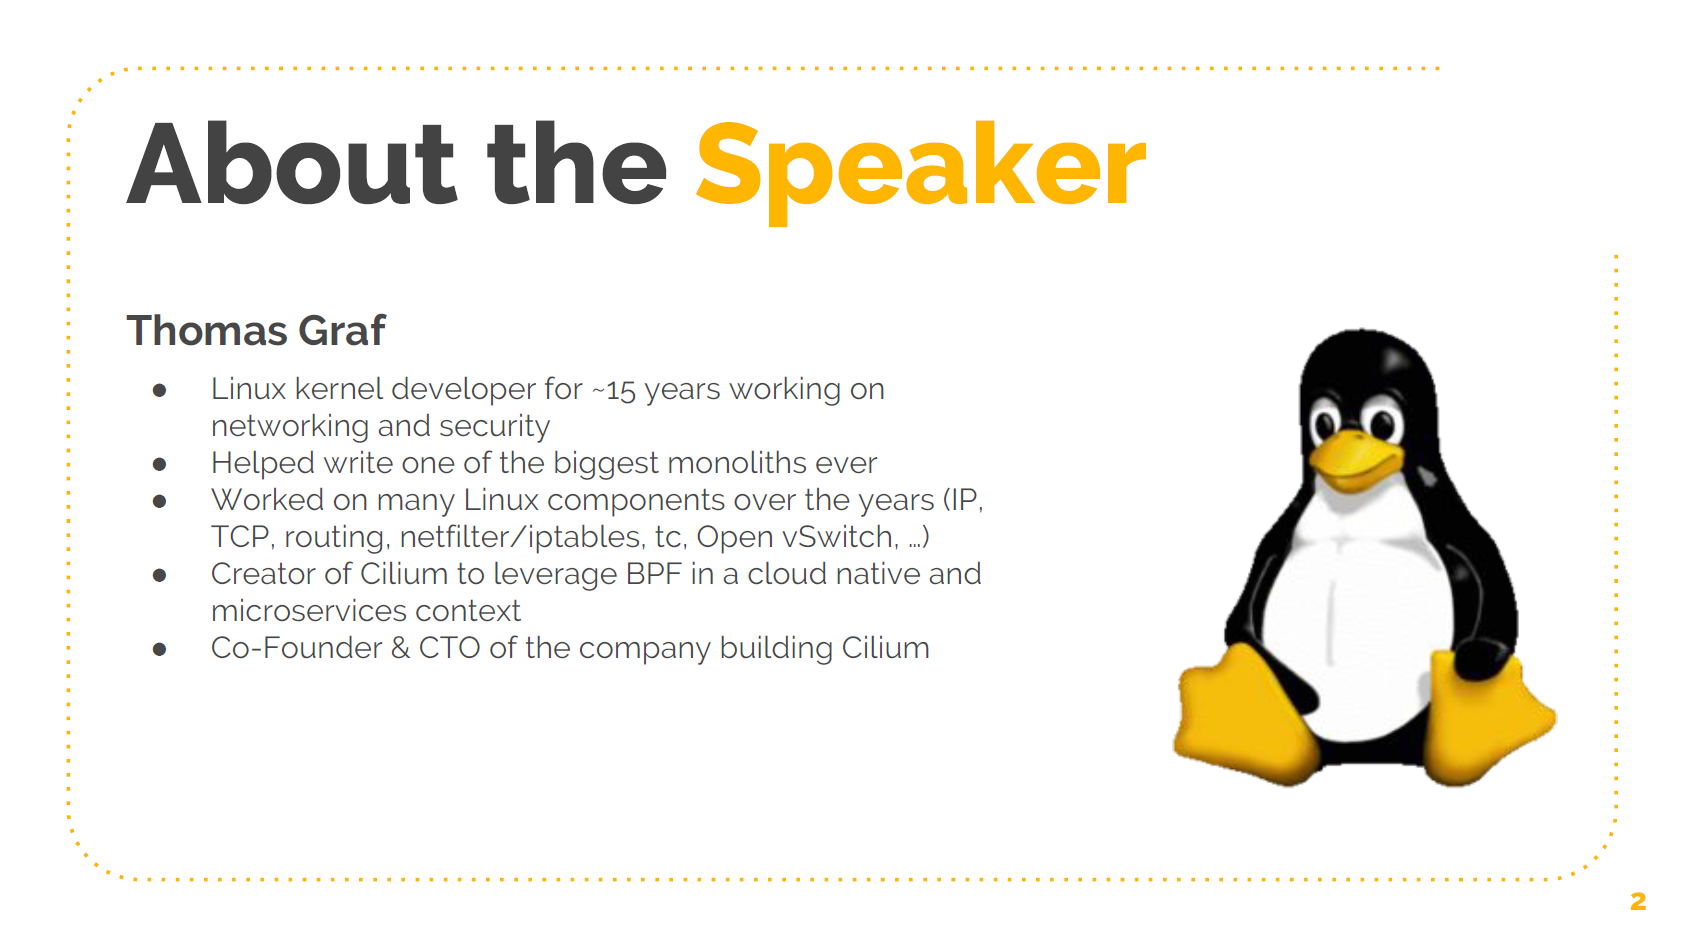 About the Speaker
Thomas Graf
● Linux kernel developer for ~15 years working on
networking and security
● Helped write one of the biggest monoliths ever
● Worked on many Linux components over the years (IP,
TCP, routing, netfilter/iptables, tc, Open vSwitch, ...)
● Creator of Cilium to leverage BPF in a cloud native and
microservices context
● Co-Founder & CTO of the company building Cilium
2